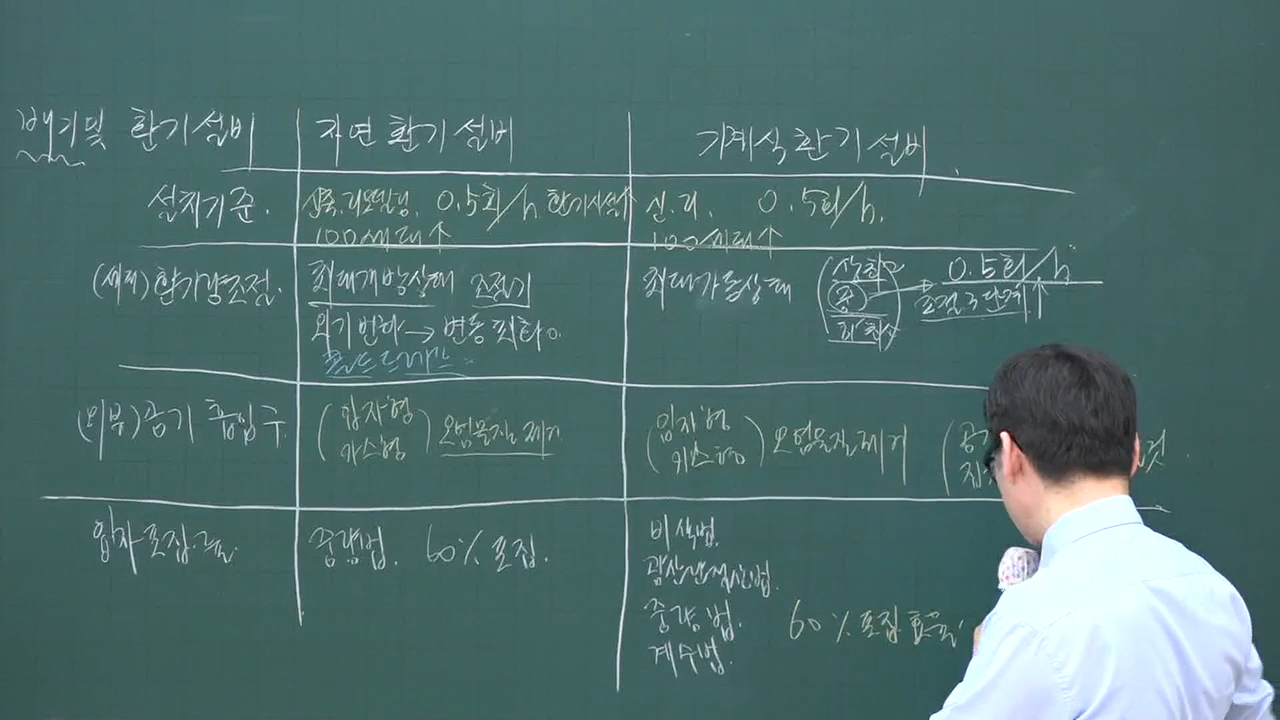 배기및 환기설비 자연환기설비 기계식환기설비
설치기준. 신축.리모델링. 0.5회/h 환기시설↑ 신.리. 0.5회/h.
100세대↑ 100세대↑
(세대)환기량조절. 최대개방상태 조절기 최대가동상태 ( 중 ) 0.5회/h
조절3단계↑
외기변화→변동최화
(외부)공기흡입구. (입자형 가스형) 오염물질제거 (입자형 가스형) 오염물질제거
입자포집.효율. 중량법. 60% 포집. 비색법.
광산란적산법.
중량법. 60% 포집효율.
계수법.